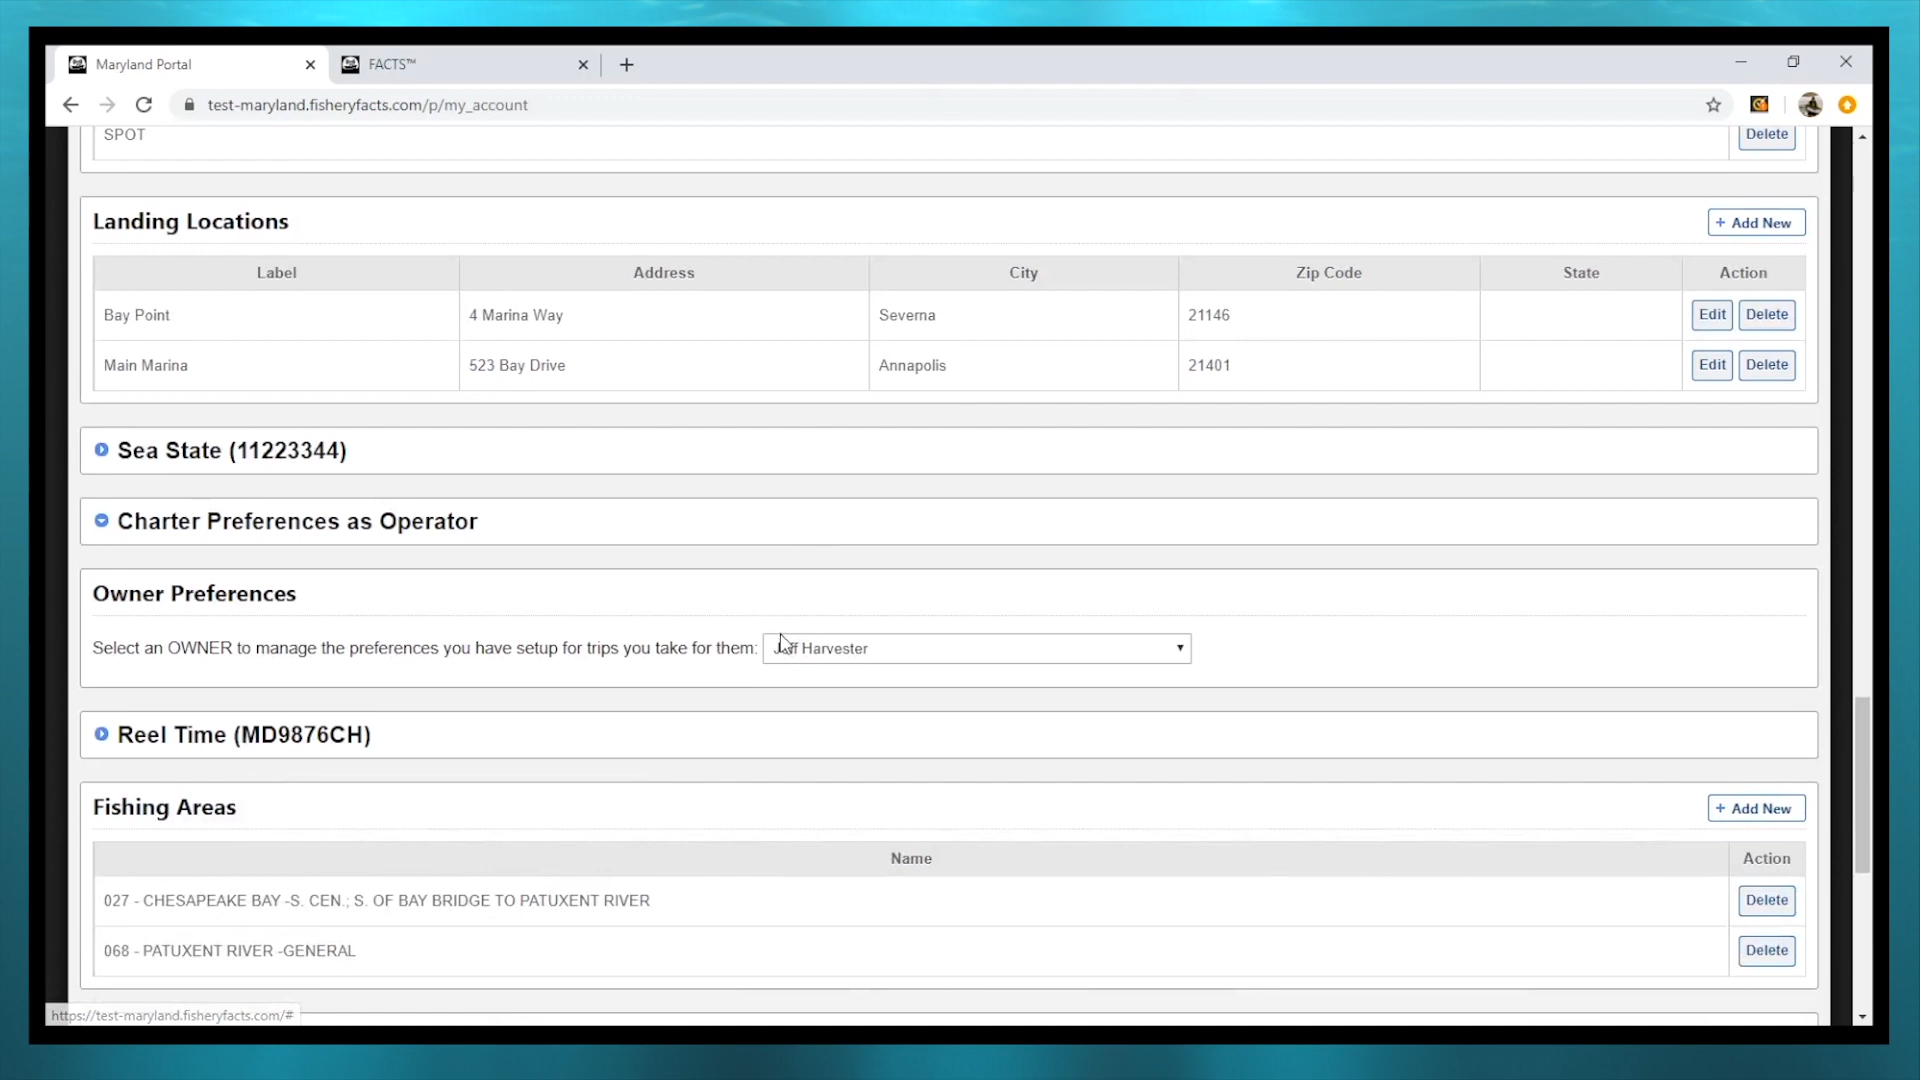 Maryland Portal
FACTS™
test-maryland.fisheryfacts.com/p/my_account
SPOT
Delete
Landing Locations
+ Add New
Label Address City Zip Code State Action
Bay Point 4 Marina Way Severna 21146 Edit Delete
Main Marina 523 Bay Drive Annapolis 21401 Edit Delete
Sea State (11223344)
Charter Preferences as Operator
Owner Preferences
Select an OWNER to manage the preferences you have setup for trips you take for them: Harvester
Reel Time (MD9876CH)
Fishing Areas
+ Add New
Name Action
027 - CHESAPEAKE BAY -S. CEN.; S. OF BAY BRIDGE TO PATUXENT RIVER Delete
068 - PATUXENT RIVER -GENERAL Delete
https://test-maryland.fisheryfacts.com/#